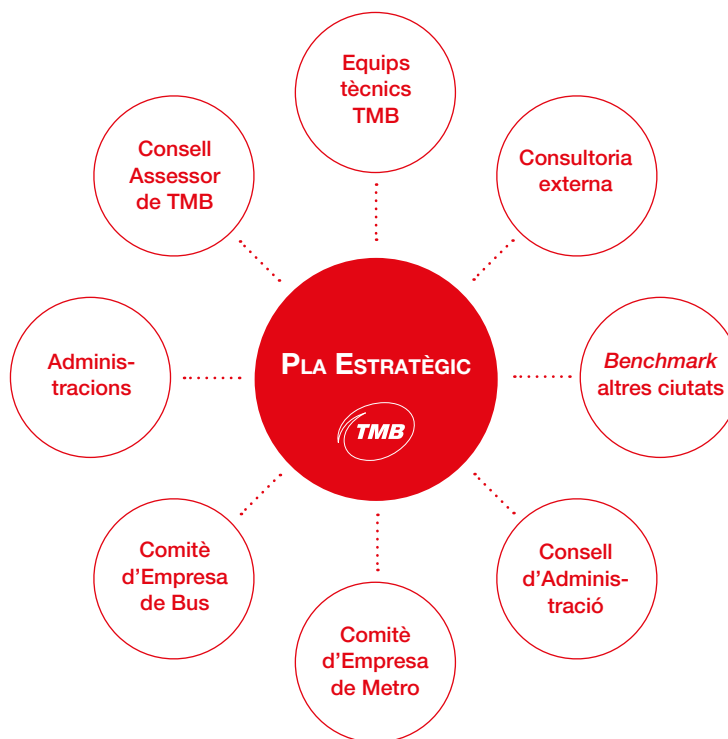 Equips
tècnics
TMB
Consultoria
externa
Benchmark
altres ciutats
Consell
d’Adminis-
tració
Comitè
d’Empresa
de Metro
Comitè
d’Empresa
de Bus
Adminis-
tracions
Consell
Assessor
de TMB
PLA ESTRATÈGIC
TMB